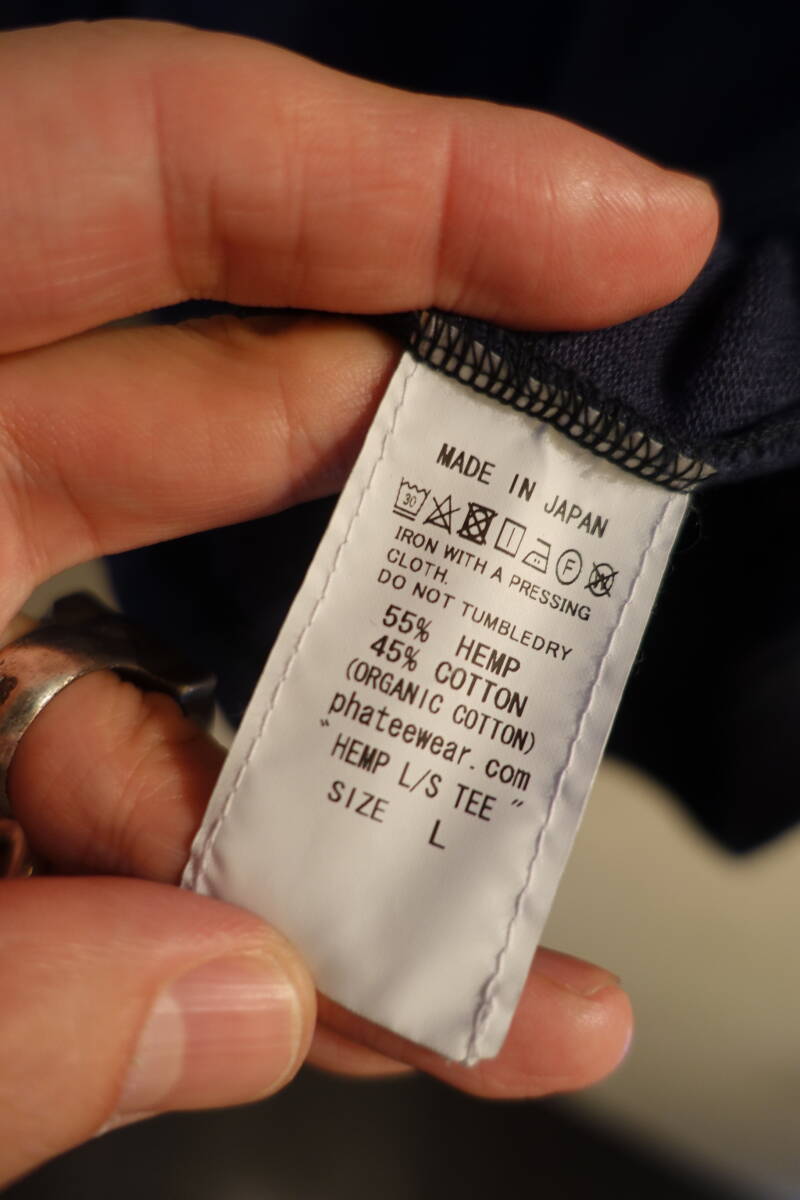 MADE IN JAPAN
30 F W
IRON WITH A PRESSING
CLOTH.
DO NOT TUMBLEDRY
55% HEMP
45% COTTON
(ORGANIC COTTON)
phateewear.com
"HEMP L/S TEE"
SIZE L